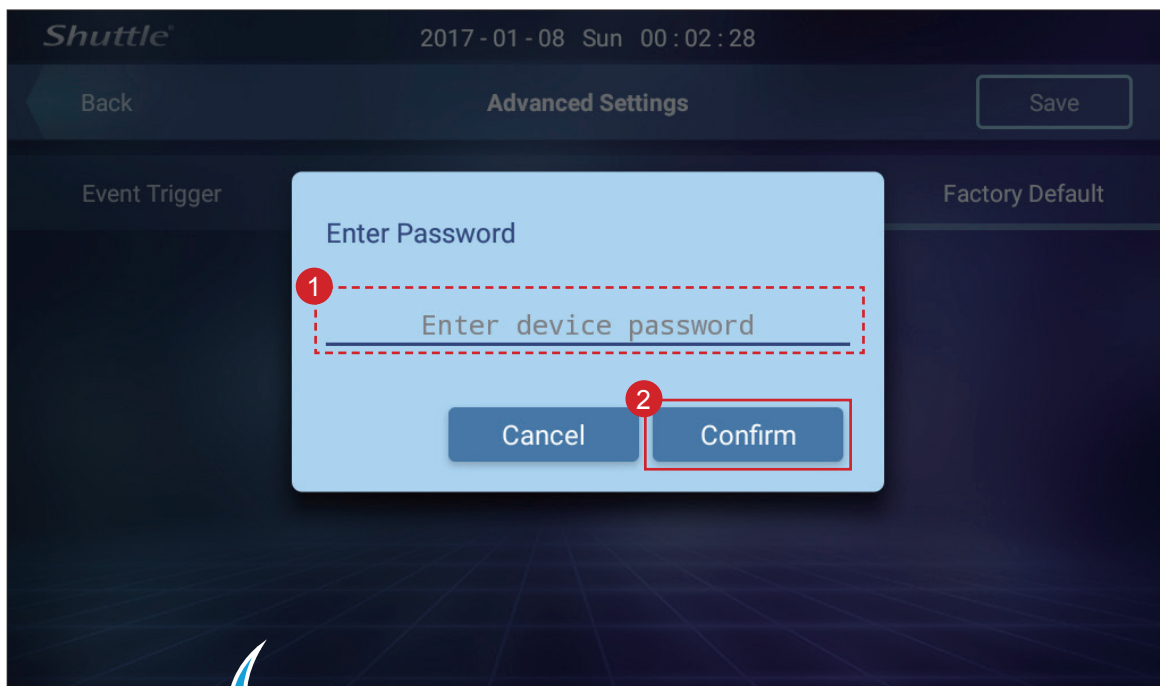 Shuttle 2017 - 01 - 08 Sun 00 : 02 : 28
Back Advanced Settings Save
Event Trigger Factory Default
Enter Password
1
Enter device password
2
Cancel Confirm